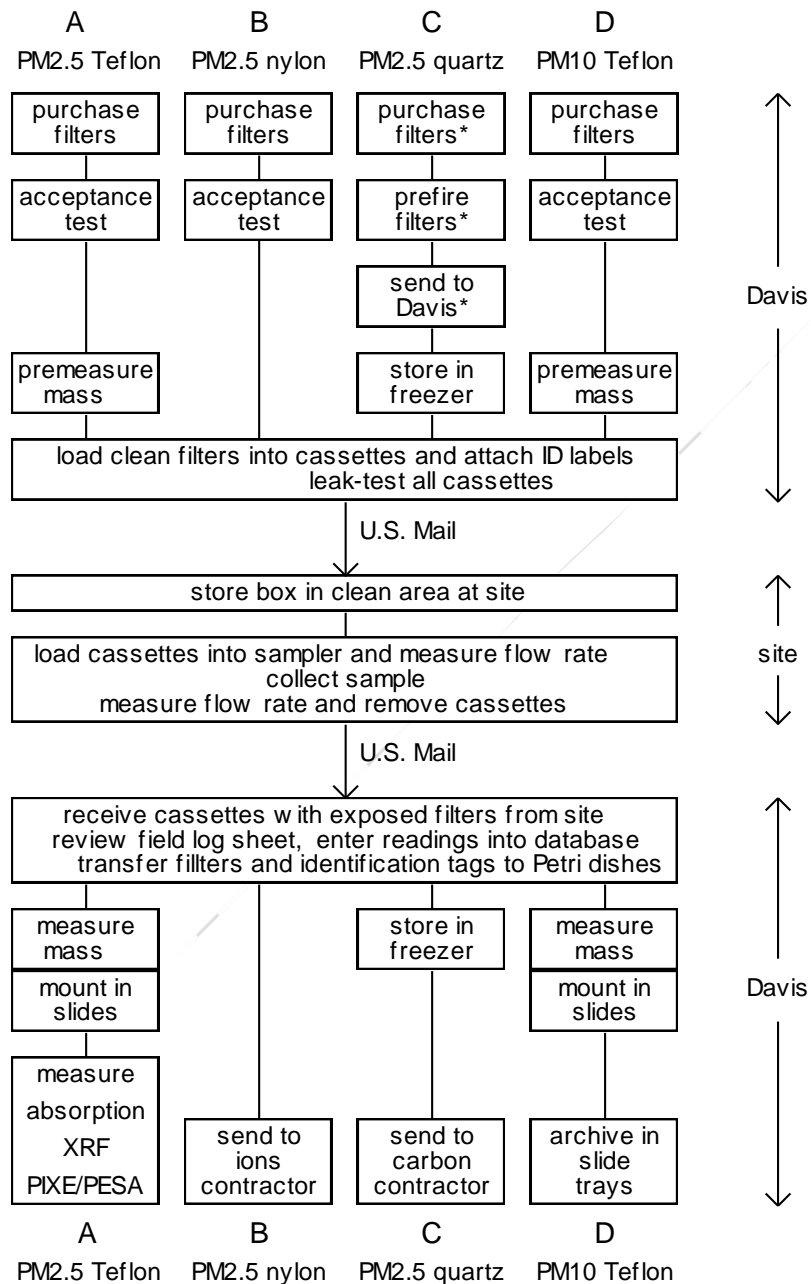 A B C D
PM2.5 Teflon PM2.5 nylon PM2.5 quartz PM10 Teflon
purchase purchase purchase purchase
filters filters filters* filters
acceptance acceptance prefire acceptance
test test filters* test
send to
Davis*
Davis
premeasure store in premeasure
mass freezer mass
load clean filters into cassettes and attach ID labels
leak-test all cassettes
U.S. Mail
store box in clean area at site
load cassettes into sampler and measure flow rate
site
collect sample
measure flow rate and remove cassettes
U.S. Mail
receive cassettes with exposed filters from site
review field log sheet, enter readings into database
transfer fillters and identification tags to Petri dishes
measure store in measure
mass freezer mass
mount in mount in
slides slides
Davis
measure
absorption
XRF send to send to archive in
ions carbon slide
PIXE/PESA contractor contractor trays
A B C D
PM2.5 Teflon PM2.5 nylon PM2.5 quartz PM10 Teflon